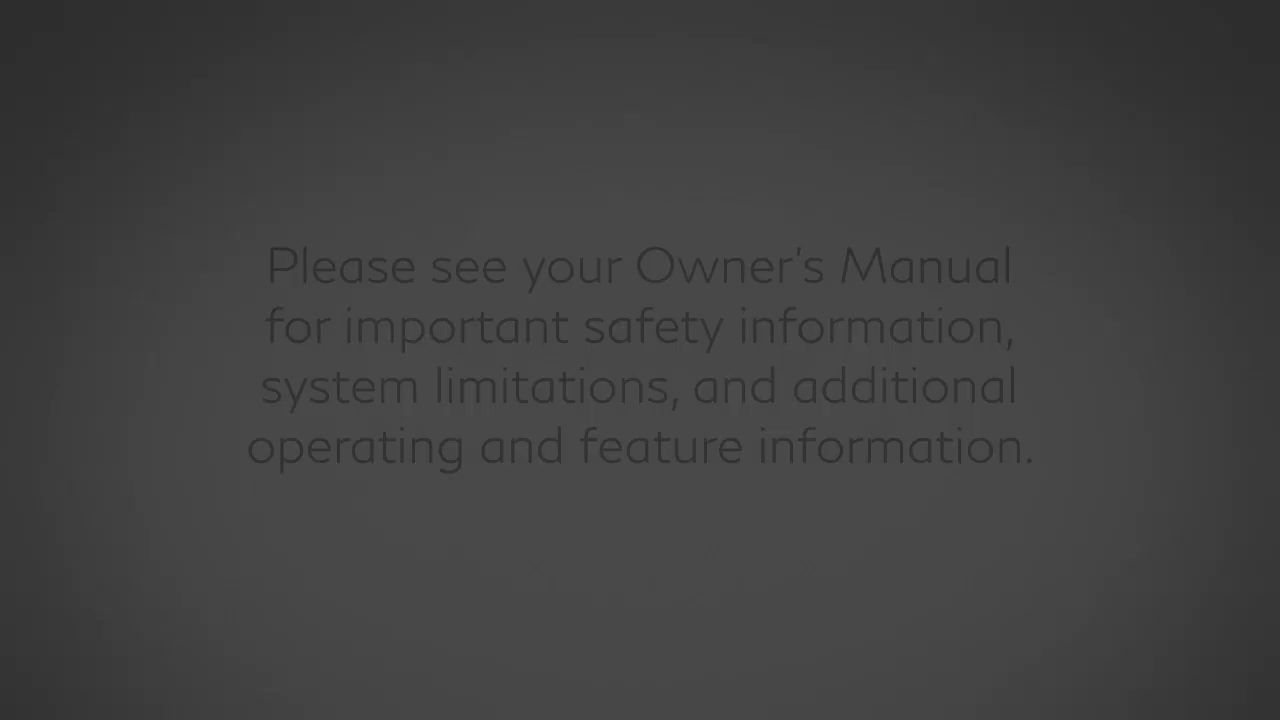 Please see your Owner's Manual
for important safety information,
system limitations, and additional
operating and feature information.